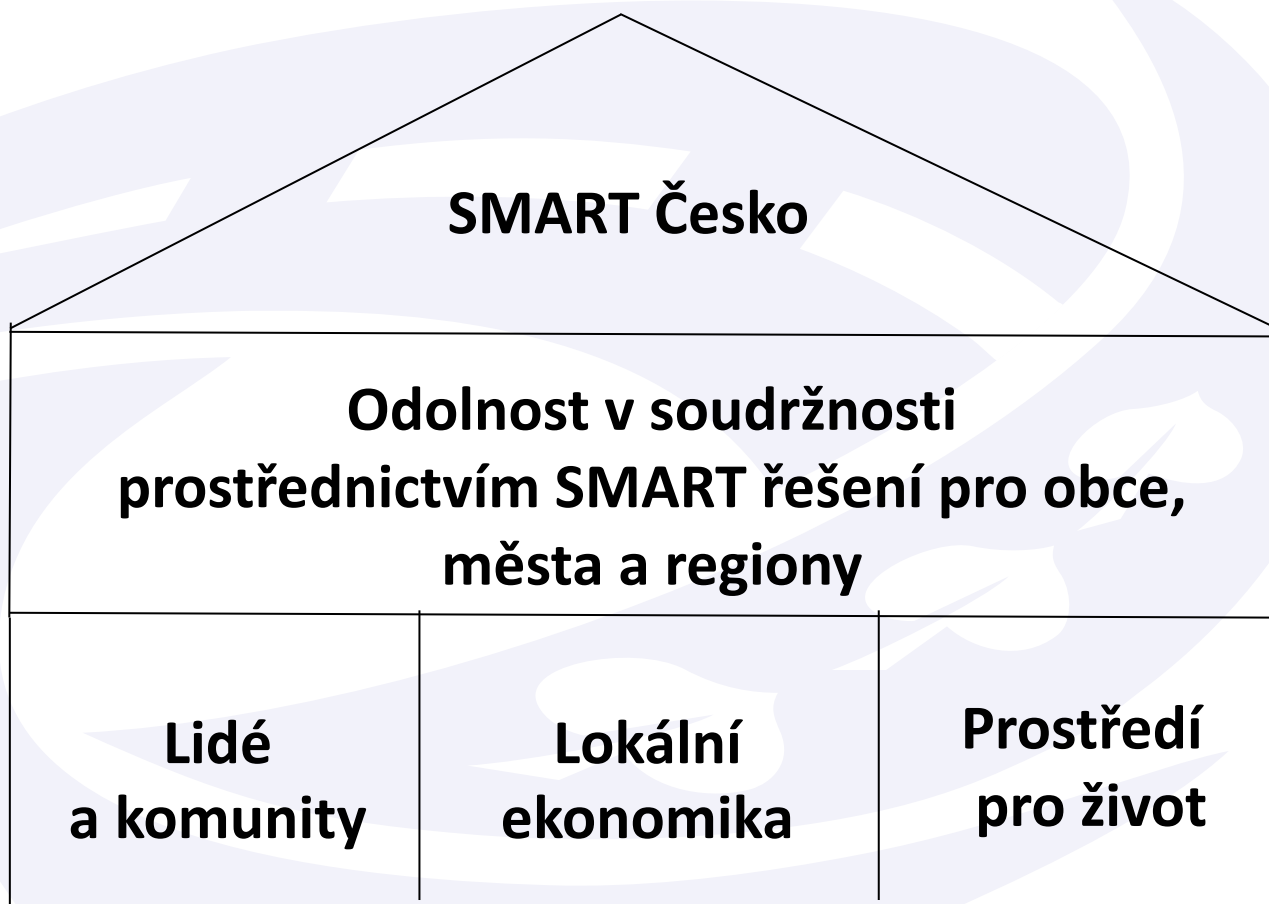 SMART Česko
Odolnost v soudržnosti
prostřednictvím SMART řešení pro obce,
města a regiony
Lidé
a komunity
Lokální
ekonomika
Prostředí
pro život